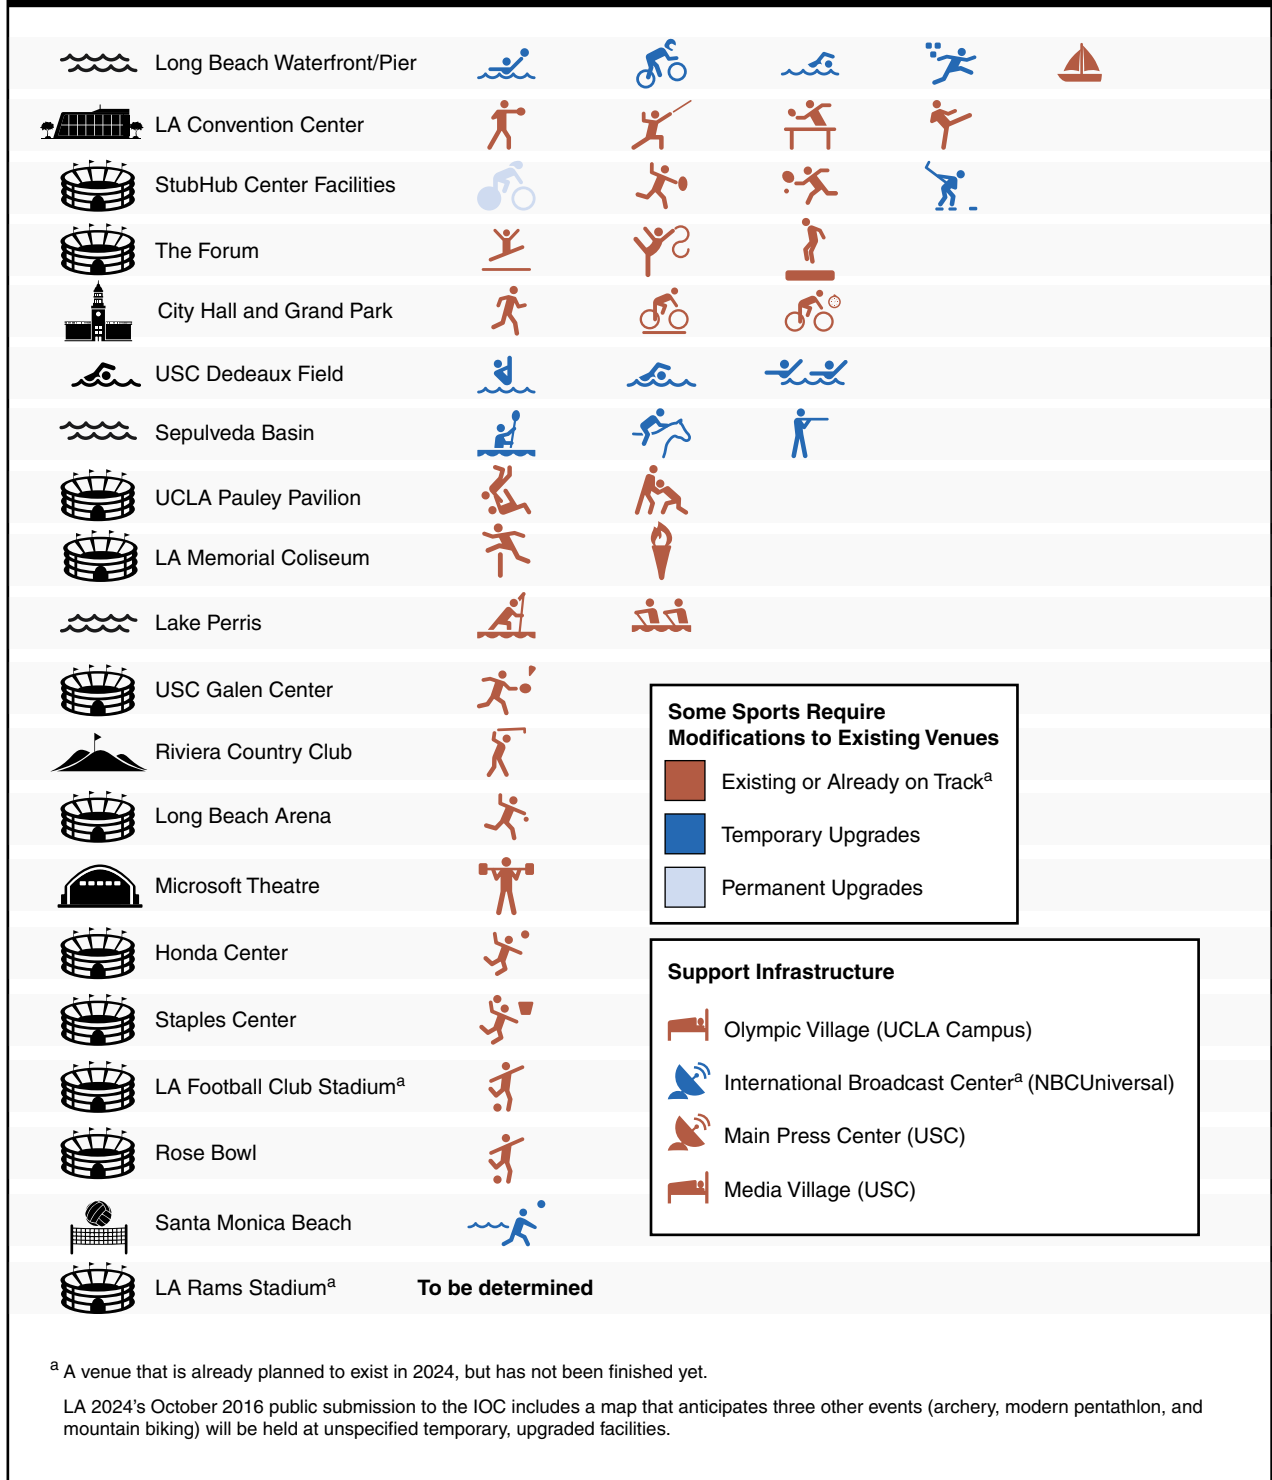 Long Beach Waterfront/Pier
LA Convention Center
StubHub Center Facilities
The Forum
City Hall and Grand Park
USC Dedeaux Field
Sepulveda Basin
UCLA Pauley Pavilion
LA Memorial Coliseum
Lake Perris
USC Galen Center
Riviera Country Club
Long Beach Arena
Microsoft Theatre
Honda Center
Staples Center
LA Football Club Stadiumᵃ
Rose Bowl
Santa Monica Beach
LA Rams Stadiumᵃ
To be determined
Some Sports Require
Modifications to Existing Venues
Existing or Already on Trackᵃ
Temporary Upgrades
Permanent Upgrades
Support Infrastructure
Olympic Village (UCLA Campus)
International Broadcast Centerᵃ (NBCUniversal)
Main Press Center (USC)
Media Village (USC)
ᵃ A venue that is already planned to exist in 2024, but has not been finished yet.
LA 2024's October 2016 public submission to the IOC includes a map that anticipates three other events (archery, modern pentathlon, and
mountain biking) will be held at unspecified temporary, upgraded facilities.